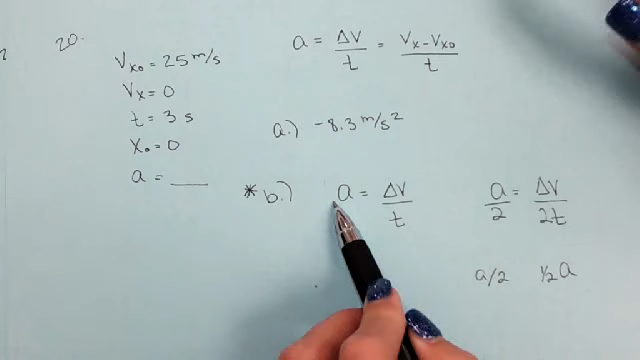 20.
Vx₀ = 25 m/s
Vx = 0
t = 3 s
X₀ = 0
a = ____
a = ΔV/t = (Vx - Vx₀)/t
a.) -8.3 m/s²
* b.) a = ΔV/t
a/2 = ΔV/2t
a/2 ½a